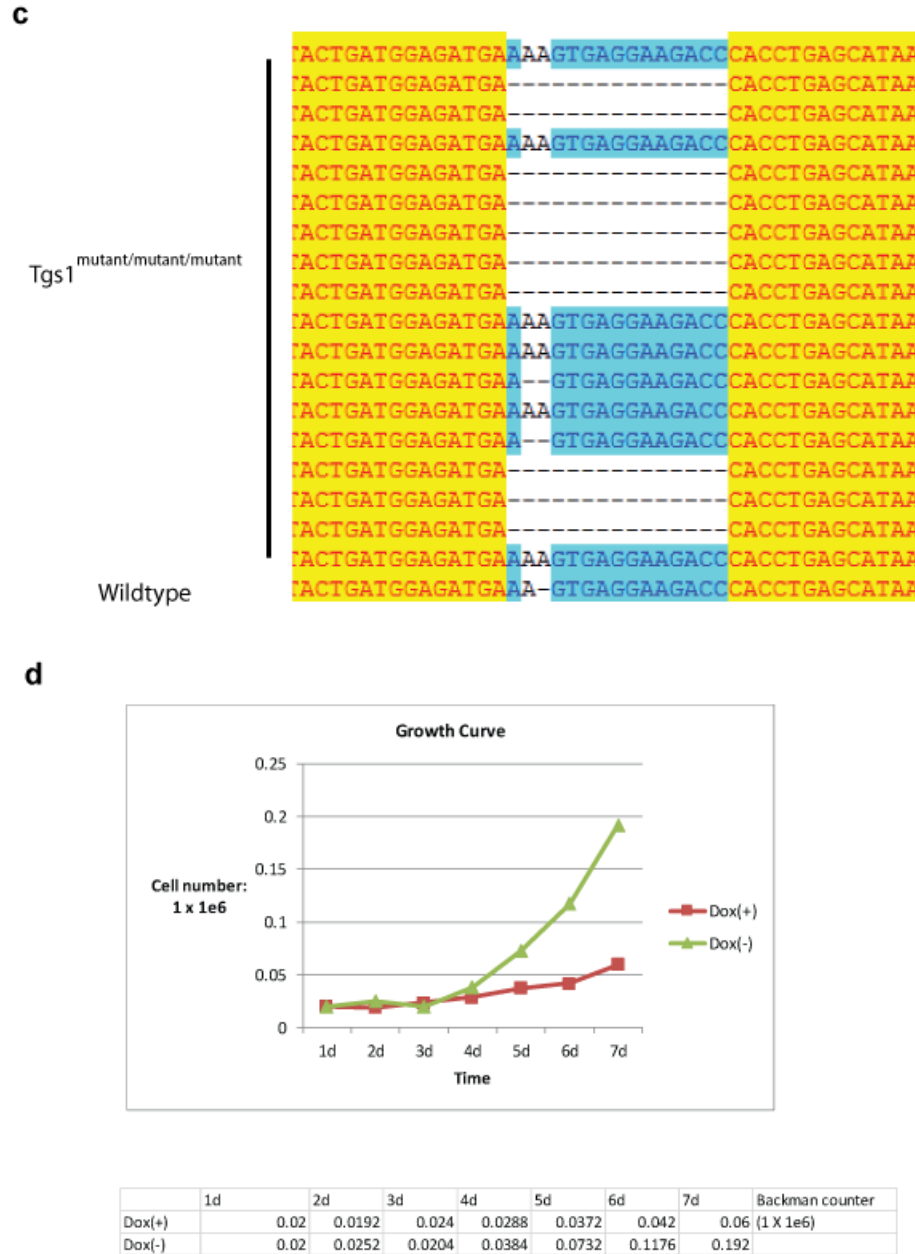 c
TACTGATGGAGATGAAAAGTGAGGAAGACCCACCTGAGCATAA
TACTGATGGAGATGA---------------CACCTGAGCATAA
TACTGATGGAGATGA---------------CACCTGAGCATAA
TACTGATGGAGATGAAAAGTGAGGAAGACCCACCTGAGCATAA
TACTGATGGAGATGA---------------CACCTGAGCATAA
TACTGATGGAGATGA---------------CACCTGAGCATAA
TACTGATGGAGATGA---------------CACCTGAGCATAA
TACTGATGGAGATGA---------------CACCTGAGCATAA
Tgs1mutant/mutant/mutant
TACTGATGGAGATGA---------------CACCTGAGCATAA
TACTGATGGAGATGAAAAGTGAGGAAGACCCACCTGAGCATAA
TACTGATGGAGATGAAAAGTGAGGAAGACCCACCTGAGCATAA
TACTGATGGAGATGAA--GTGAGGAAGACCCACCTGAGCATAA
TACTGATGGAGATGAAAAGTGAGGAAGACCCACCTGAGCATAA
TACTGATGGAGATGAA--GTGAGGAAGACCCACCTGAGCATAA
TACTGATGGAGATGA---------------CACCTGAGCATAA
TACTGATGGAGATGA---------------CACCTGAGCATAA
TACTGATGGAGATGA---------------CACCTGAGCATAA
TACTGATGGAGATGAAAAGTGAGGAAGACCCACCTGAGCATAA
Wildtype TACTGATGGAGATGAAA-GTGAGGAAGACCCACCTGAGCATAA
d
Growth Curve
0.25
0.2
0.15
0.1
0.05
0
Cell number:
1 x 1e6
Dox(+)
Dox(-)
1d 2d 3d 4d 5d 6d 7d
Time
1d 2d 3d 4d 5d 6d 7d Backman counter
Dox(+) 0.02 0.0192 0.024 0.0288 0.0372 0.042 0.06 (1 X 1e6)
Dox(-) 0.02 0.0252 0.0204 0.0384 0.0732 0.1176 0.192